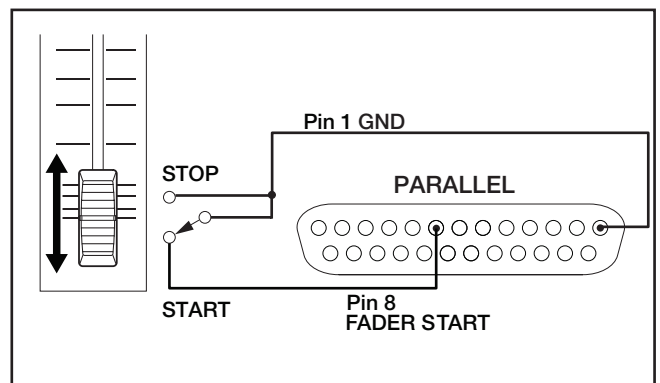 Pin 1 GND
STOP
PARALLEL
START
Pin 8
FADER START